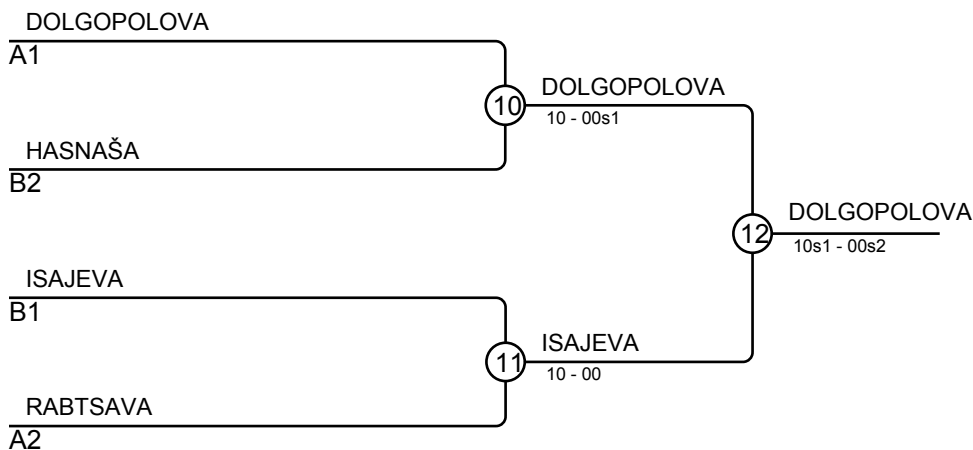 DOLGOPOLOVA
A1
10
DOLGOPOLOVA
10 - 00s1
HASNAŠA
B2
12
DOLGOPOLOVA
10s1 - 00s2
ISAJEVA
B1
11
ISAJEVA
10 - 00
RABTSAVA
A2